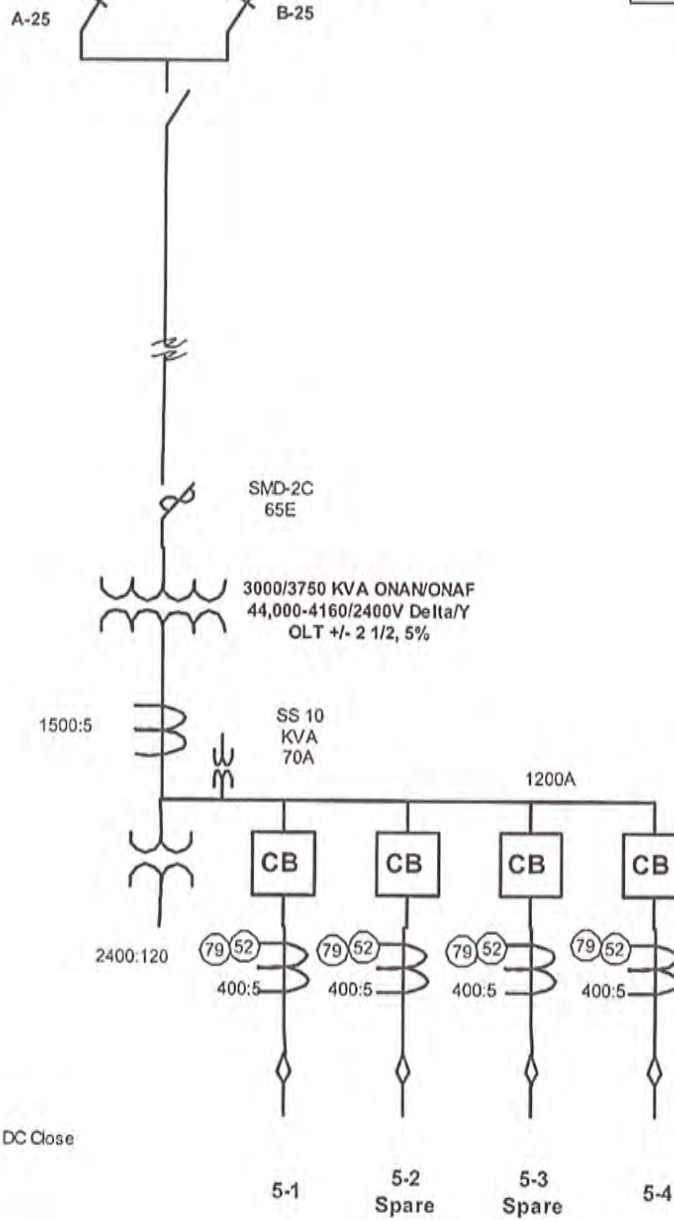 A-25
B-25
SMD-2C
65E
3000/3750 KVA ONAN/ONAF
44,000-4160/2400V Delta/Y
OLT +/- 2 1/2, 5%
1500:5
SS 10
KVA
70A
1200A
CB
CB
CB
CB
2400:120
79 52
79 52
79 52
79 52
400:5
400:5
400:5
400:5
DC Close
5-1
5-2
Spare
5-3
Spare
5-4